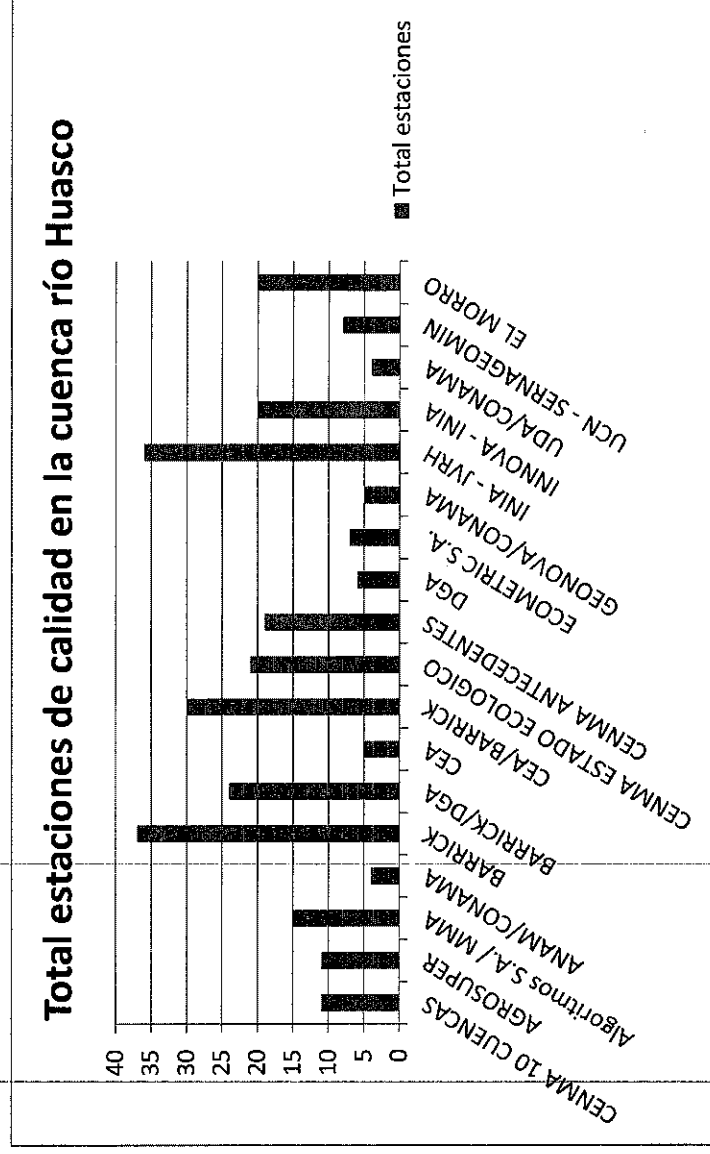 Total estaciones de calidad en la cuenca río Huasco
40
35
30
25
20
15
10
5
0
CENMA 10 CUENCAS
AGROSUPER
Algoritmos S.A./ MMA
ANAM/CONAMA
BARRICK
BARRICK/DGA
CEA
CEA/BARRICK
CENMA ESTADO ECOLOGICO
CENMA ANTECEDENTES
DGA
ECOMETRIC S.A.
GEONOVA/CONAMA
INIA - JVRH
INNOVA - INIA
UDA/CONAMA
UCN - SERNAGEOMIN
EL MORRO
Total estaciones